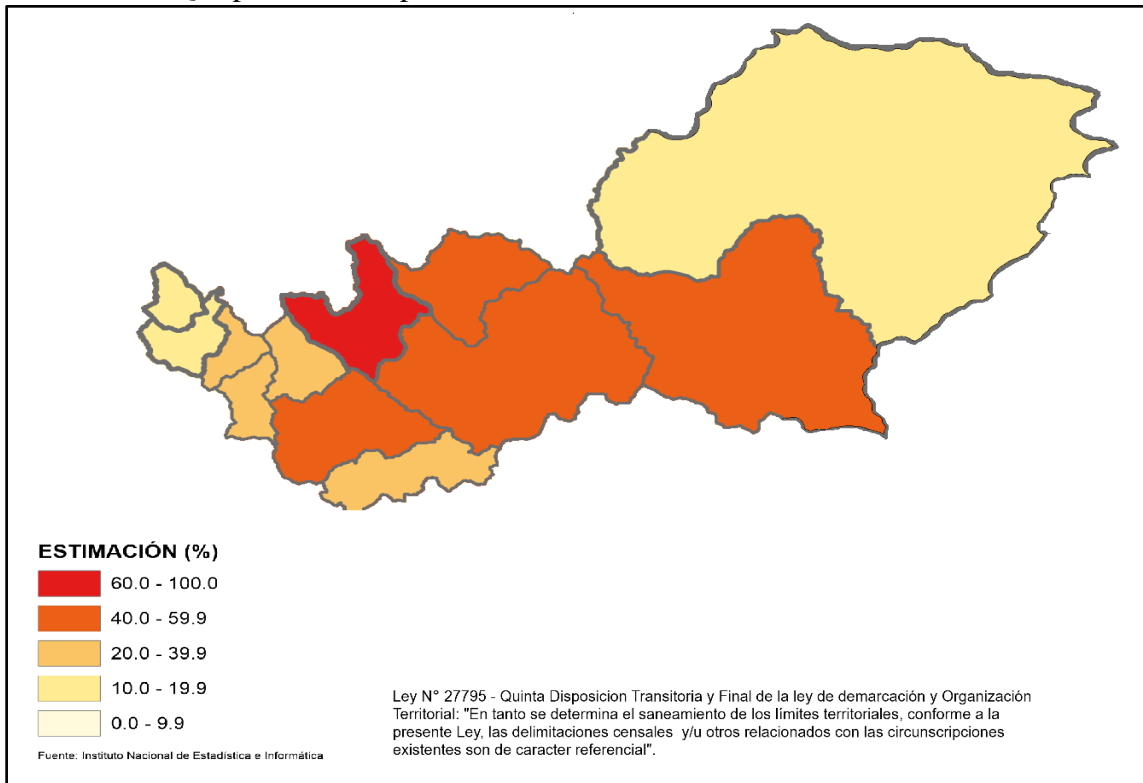 ESTIMACIÓN (%)
60.0 - 100.0
40.0 - 59.9
20.0 - 39.9
10.0 - 19.9
0.0 - 9.9
Fuente: Instituto Nacional de Estadística e Informática
Ley N° 27795 - Quinta Disposicion Transitoria y Final de la ley de demarcación y Organización
Territorial: "En tanto se determina el saneamiento de los límites territoriales, conforme a la
presente Ley, las delimitaciones censales y/u otros relacionados con las circunscripciones
existentes son de caracter referencial".